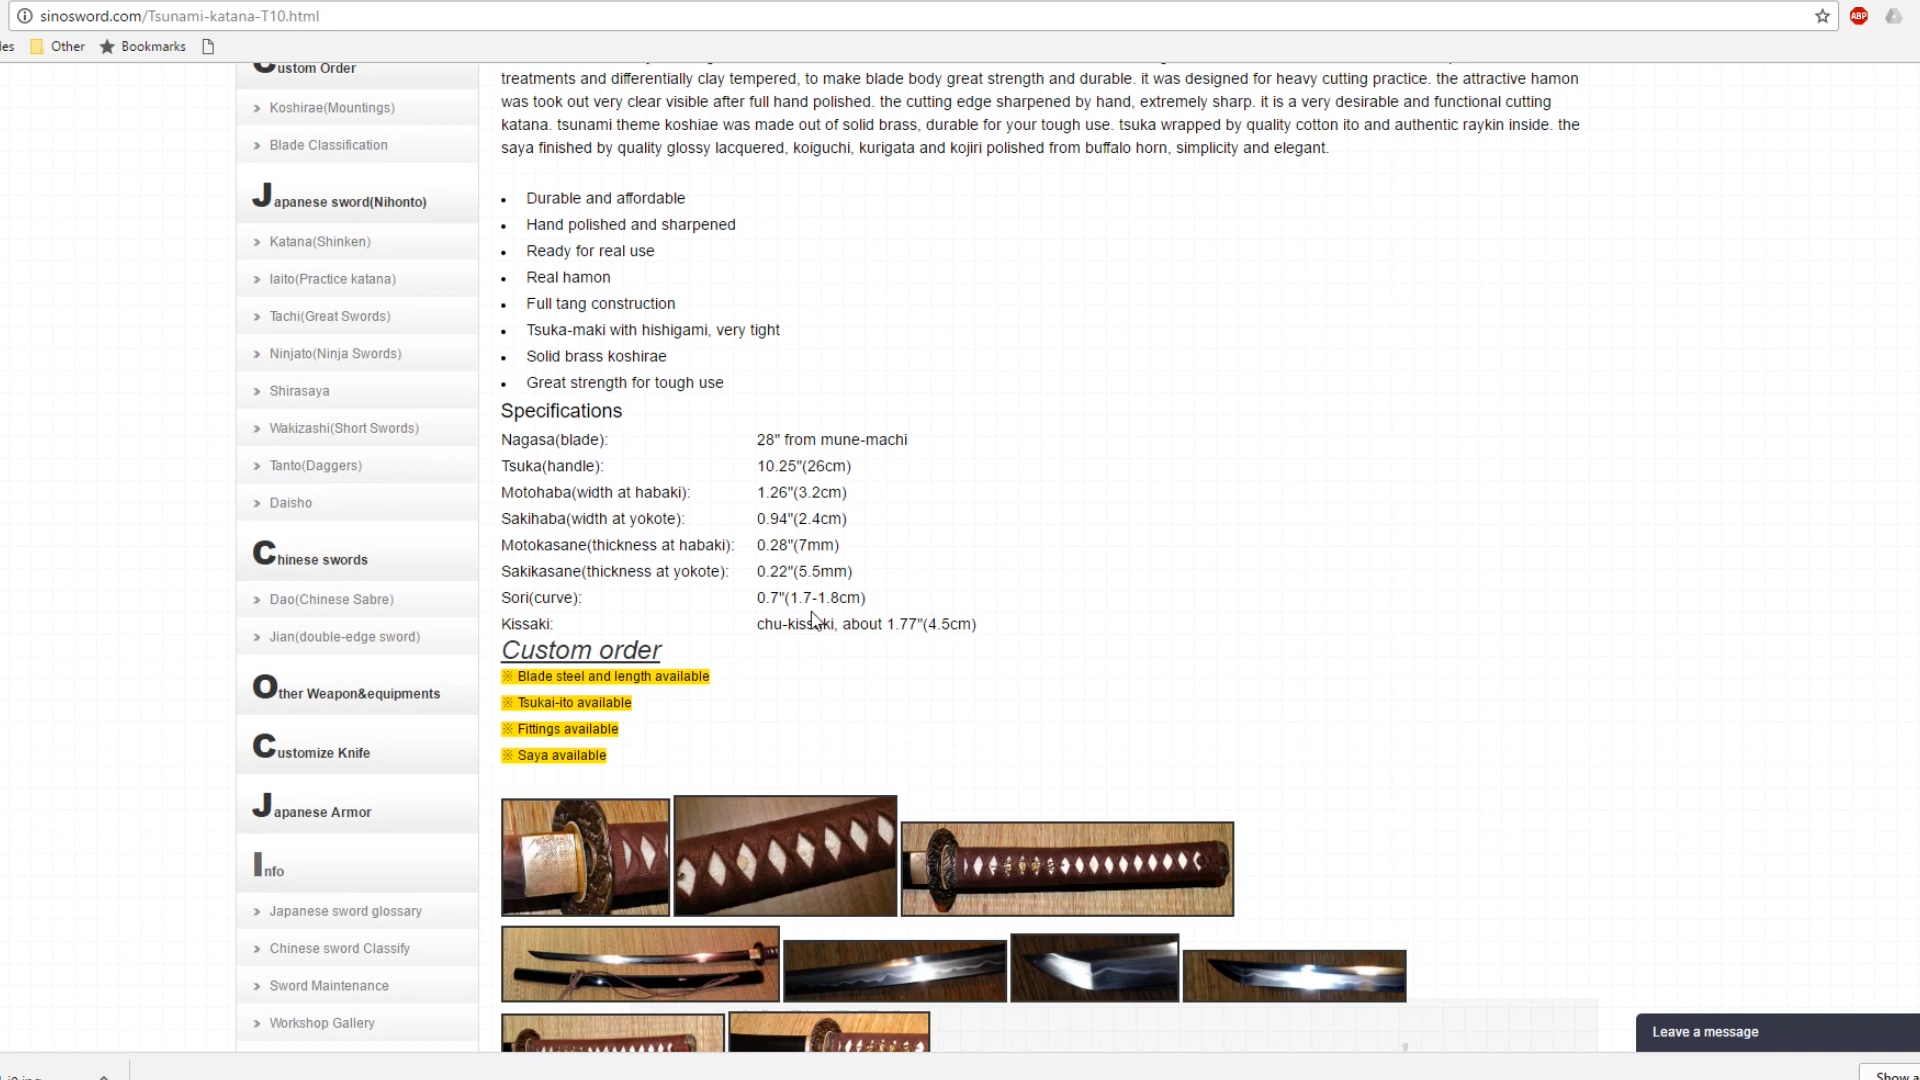 sinosword.com/Tsunami-katana-T10.html
ABP
les
Other
Bookmarks
Custom Order
Koshirae(Mountings)
Blade Classification
Japanese sword(Nihonto)
Katana(Shinken)
Iaito(Practice katana)
Tachi(Great Swords)
Ninjato(Ninja Swords)
Shirasaya
Wakizashi(Short Swords)
Tanto(Daggers)
Daisho
Chinese swords
Dao(Chinese Sabre)
Jian(double-edge sword)
Other Weapon&equipments
Customize Knife
Japanese Armor
Info
Japanese sword glossary
Chinese sword Classify
Sword Maintenance
Workshop Gallery
treatments and differentially clay tempered, to make blade body great strength and durable. it was designed for heavy cutting practice. the attractive hamon
was took out very clear visible after full hand polished. the cutting edge sharpened by hand, extremely sharp. it is a very desirable and functional cutting
katana. tsunami theme koshiae was made out of solid brass, durable for your tough use. tsuka wrapped by quality cotton ito and authentic raykin inside. the
saya finished by quality glossy lacquered, koiguchi, kurigata and kojiri polished from buffalo horn, simplicity and elegant.
• Durable and affordable
• Hand polished and sharpened
• Ready for real use
• Real hamon
• Full tang construction
• Tsuka-maki with hishigami, very tight
• Solid brass koshirae
• Great strength for tough use
Specifications
Nagasa(blade): 28" from mune-machi
Tsuka(handle): 10.25"(26cm)
Motohaba(width at habaki): 1.26"(3.2cm)
Sakihaba(width at yokote): 0.94"(2.4cm)
Motokasane(thickness at habaki): 0.28"(7mm)
Sakikasane(thickness at yokote): 0.22"(5.5mm)
Sori(curve): 0.7"(1.7-1.8cm)
Kissaki: chu-kissaki, about 1.77"(4.5cm)
Custom order
※ Blade steel and length available
※ Tsukai-ito available
※ Fittings available
※ Saya available
Leave a message